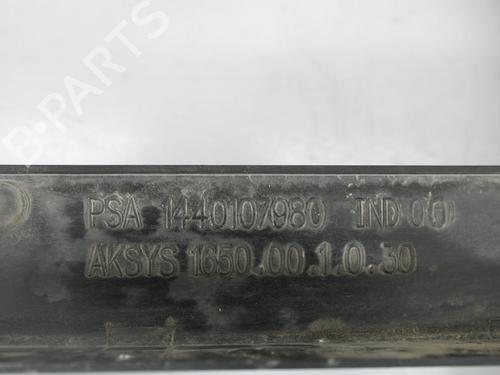 B-PARTS
PSA 1440107980 IND 00
AKSYS 1650.00.1.0.30